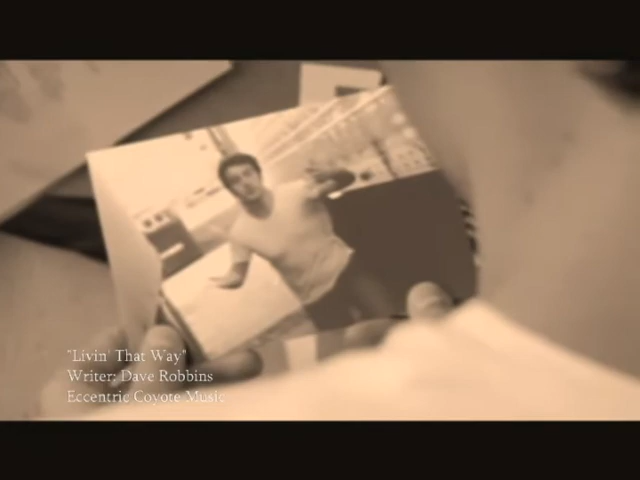 "Livin' That Way"
Writer: Dave Robbins
Eccentric Coyote Music